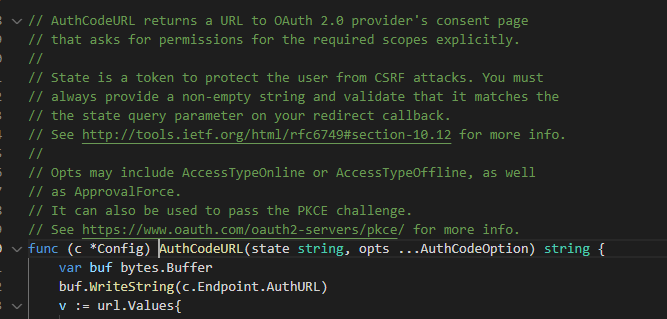 // AuthCodeURL returns a URL to OAuth 2.0 provider's consent page
// that asks for permissions for the required scopes explicitly.
//
// State is a token to protect the user from CSRF attacks. You must
// always provide a non-empty string and validate that it matches the
// the state query parameter on your redirect callback.
// See http://tools.ietf.org/html/rfc6749#section-10.12 for more info.
//
// Opts may include AccessTypeOnline or AccessTypeOffline, as well
// as ApprovalForce.
// It can also be used to pass the PKCE challenge.
// See https://www.oauth.com/oauth2-servers/pkce/ for more info.
func (c *Config) AuthCodeURL(state string, opts ...AuthCodeOption) string {
    var buf bytes.Buffer
    buf.WriteString(c.Endpoint.AuthURL)
    v := url.Values{